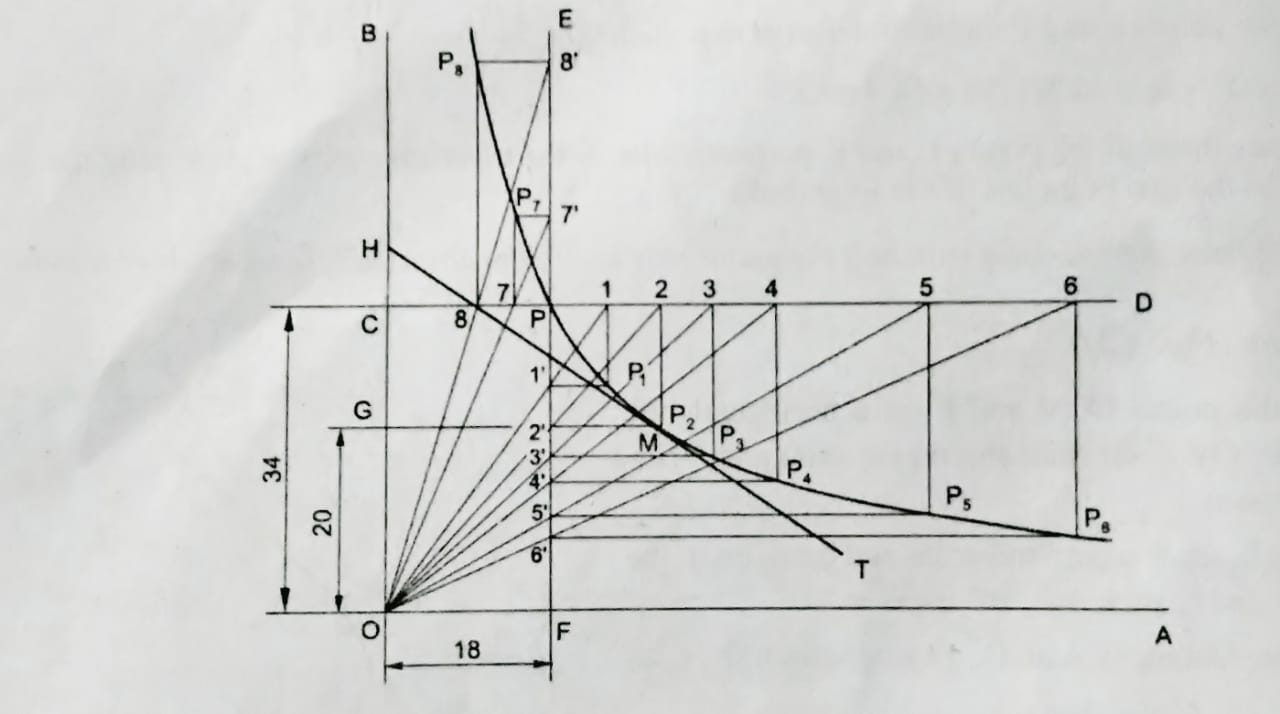 B
E
P₈
8'
P₇
7'
H
1
2
3
4
5
6
D
7
C
8
P
1'
P₁
G
2'
P₂
M
3'
P₃
4'
P₄
34
20
5'
P₅
6'
P₆
T
O
F
A
18